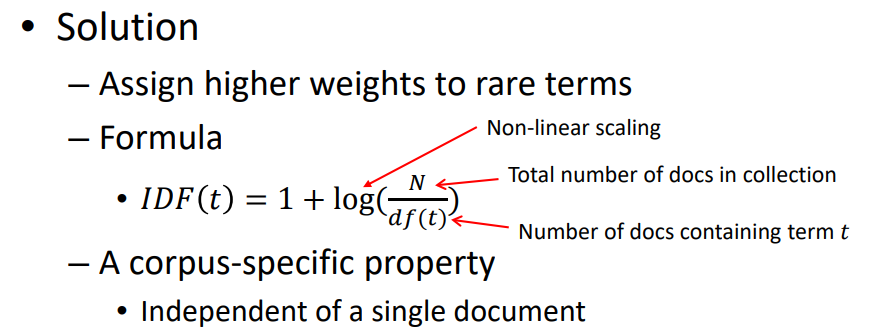 • Solution
– Assign higher weights to rare terms
– Formula
Non-linear scaling
• IDF(t) = 1 + log(N/df(t))
Total number of docs in collection
Number of docs containing term t
– A corpus-specific property
• Independent of a single document